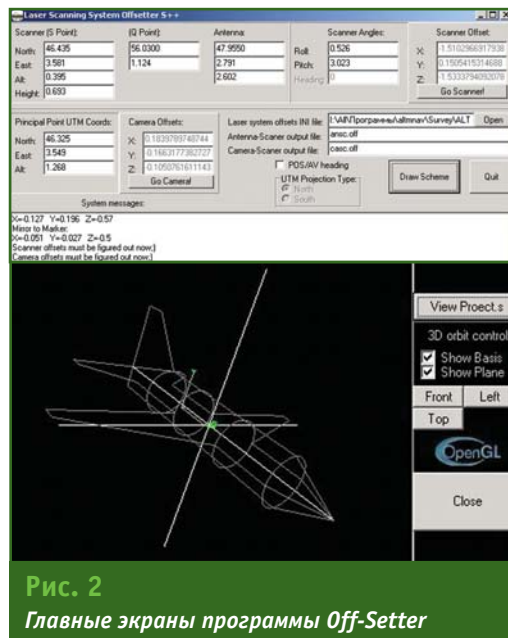 Laser Scanning System Offsetter S++
Scanner (S Point): (Q Point): Antenna: Scanner Angles: Scanner Offset:
North: 46.435 56.0300 47.9550 Roll: 0.526 X: -1.5102966917938
East: 3.581 1.124 2.791 Pitch: 3.023 Y: 0.1505415314688
Alt: 0.395 2.602 Heading: 0 Z: -1.5333794092078
Height: 0.693 Go Scanner!
Principal Point UTM Coords: Camera Offsets: Laser system offsets INI file: Open
North: 46.325 X: 0.1839789748744 Antenna-Scaner output file: ansc.off
East: 3.549 Y: -0.1663177382727 Camera-Scaner output file: casc.off
Alt: 1.268 Z: -0.1050761611143 POS/AV heading
Go Camera! UTM Projection Type: North South Draw Scheme Quit
System messages:
X=-0.127 Y=0.196 Z=-0.57
Mirror to Marker:
X=-0.051 Y=-0.027 Z=-0.5
Scanner offsets must be figured out now;)
Camera offsets must be figured out now;)
View Proect.s
3D orbit control
Show Basis
Show Plane
Front Left
Top
OpenGL
Close
Рис. 2
Главные экраны программы Off-Setter